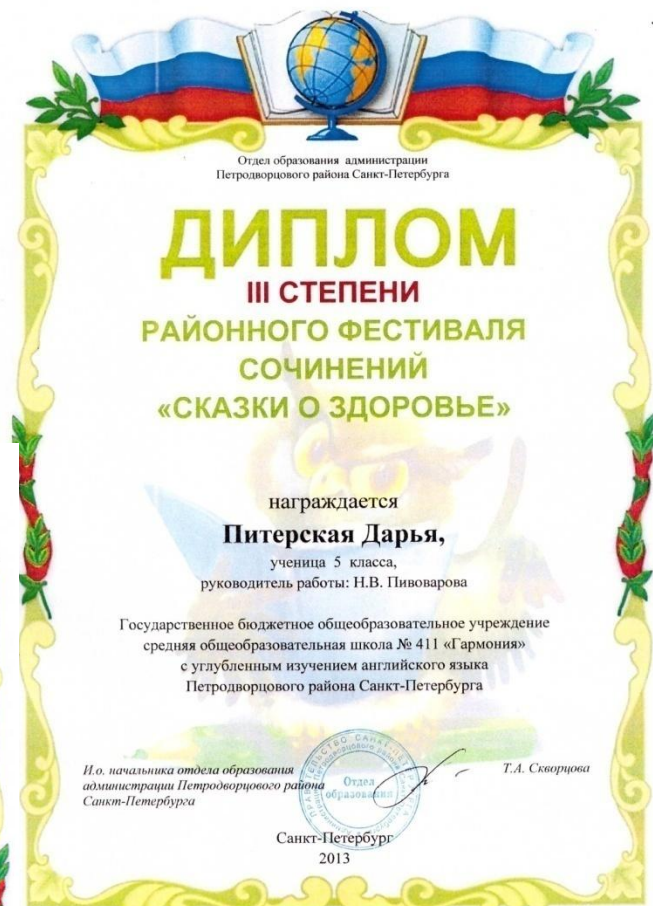 Отдел образования администрации
Петродворцового района Санкт-Петербурга
ДИПЛОМ
III СТЕПЕНИ
РАЙОННОГО ФЕСТИВАЛЯ
СОЧИНЕНИЙ
«СКАЗКИ О ЗДОРОВЬЕ»
награждается
Питерская Дарья,
ученица 5 класса,
руководитель работы: Н.В. Пивоварова
Государственное бюджетное общеобразовательное учреждение
средняя общеобразовательная школа № 411 «Гармония»
с углубленным изучением английского языка
Петродворцового района Санкт-Петербурга
И.о. начальника отдела образования
администрации Петродворцового района
Санкт-Петербурга
Т.А. Скворцова
Отдел
образования
Санкт-Петербург
2013